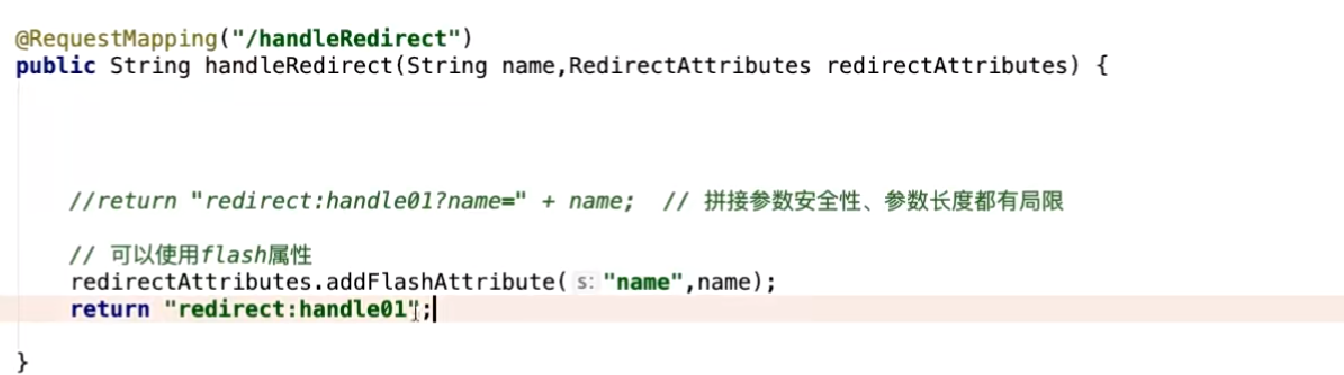 @RequestMapping("/handleRedirect")
public String handleRedirect(String name,RedirectAttributes redirectAttributes) {
//return "redirect:handle01?name=" + name;  // 拼接参数安全性、参数长度都有局限
// 可以使用flash属性
redirectAttributes.addFlashAttribute( s: "name",name);
return "redirect:handle01";
}